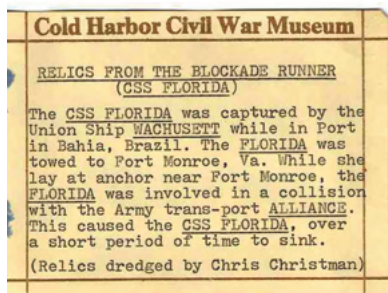 Cold Harbor Civil War Museum
RELICS FROM THE BLOCKADE RUNNER
(CSS FLORIDA)
The CSS FLORIDA was captured by the
Union Ship WACHUSETT while in Port
in Bahia, Brazil. The FLORIDA was
towed to Fort Monroe, Va. While she
lay at anchor near Fort Monroe, the
FLORIDA was involved in a collision
with the Army trans-port ALLIANCE.
This caused the CSS FLORIDA, over
a short period of time to sink.
(Relics dredged by Chris Christman)